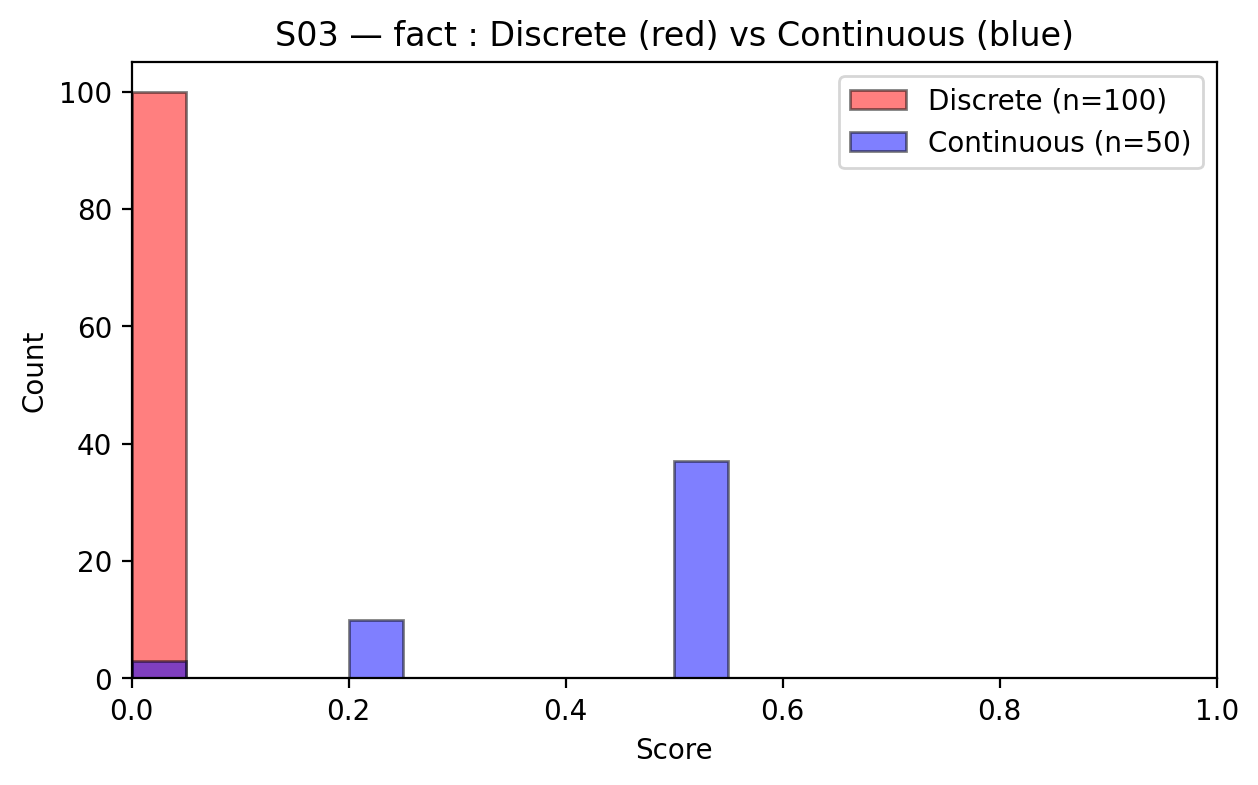 S03 — fact : Discrete (red) vs Continuous (blue)
Discrete (n=100)
Continuous (n=50)
100
80
60
40
20
0
Count
0.0 0.2 0.4 0.6 0.8 1.0
Score